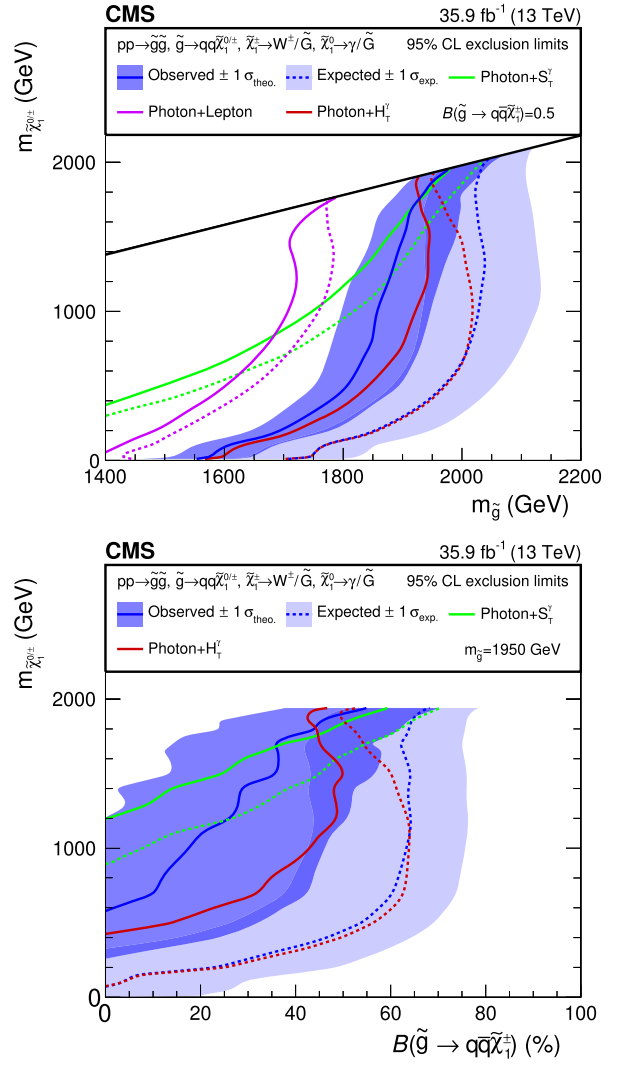 CMS 35.9 fb⁻¹ (13 TeV)
pp→g̃g̃, g̃→qqχ̃₁⁰ᐟ±, χ̃₁±→W±/G̃, χ̃₁⁰→γ/G̃ 95% CL exclusion limits
Observed ± 1 σtheo. Expected ± 1 σexp. Photon+S_T^γ
Photon+Lepton Photon+H_T^γ B(g̃ → qq̅χ̃₁±)=0.5
m_χ̃₁⁰ᐟ± (GeV)
2000
1000
0
1400 1600 1800 2000 2200
m_g̃ (GeV)
CMS 35.9 fb⁻¹ (13 TeV)
pp→g̃g̃, g̃→qqχ̃₁⁰ᐟ±, χ̃₁±→W±/G̃, χ̃₁⁰→γ/G̃ 95% CL exclusion limits
Observed ± 1 σtheo. Expected ± 1 σexp. Photon+S_T^γ
Photon+H_T^γ m_g̃=1950 GeV
m_χ̃₁⁰ᐟ± (GeV)
2000
1000
0
0 20 40 60 80 100
B(g̃ → qq̅χ̃₁±) (%)